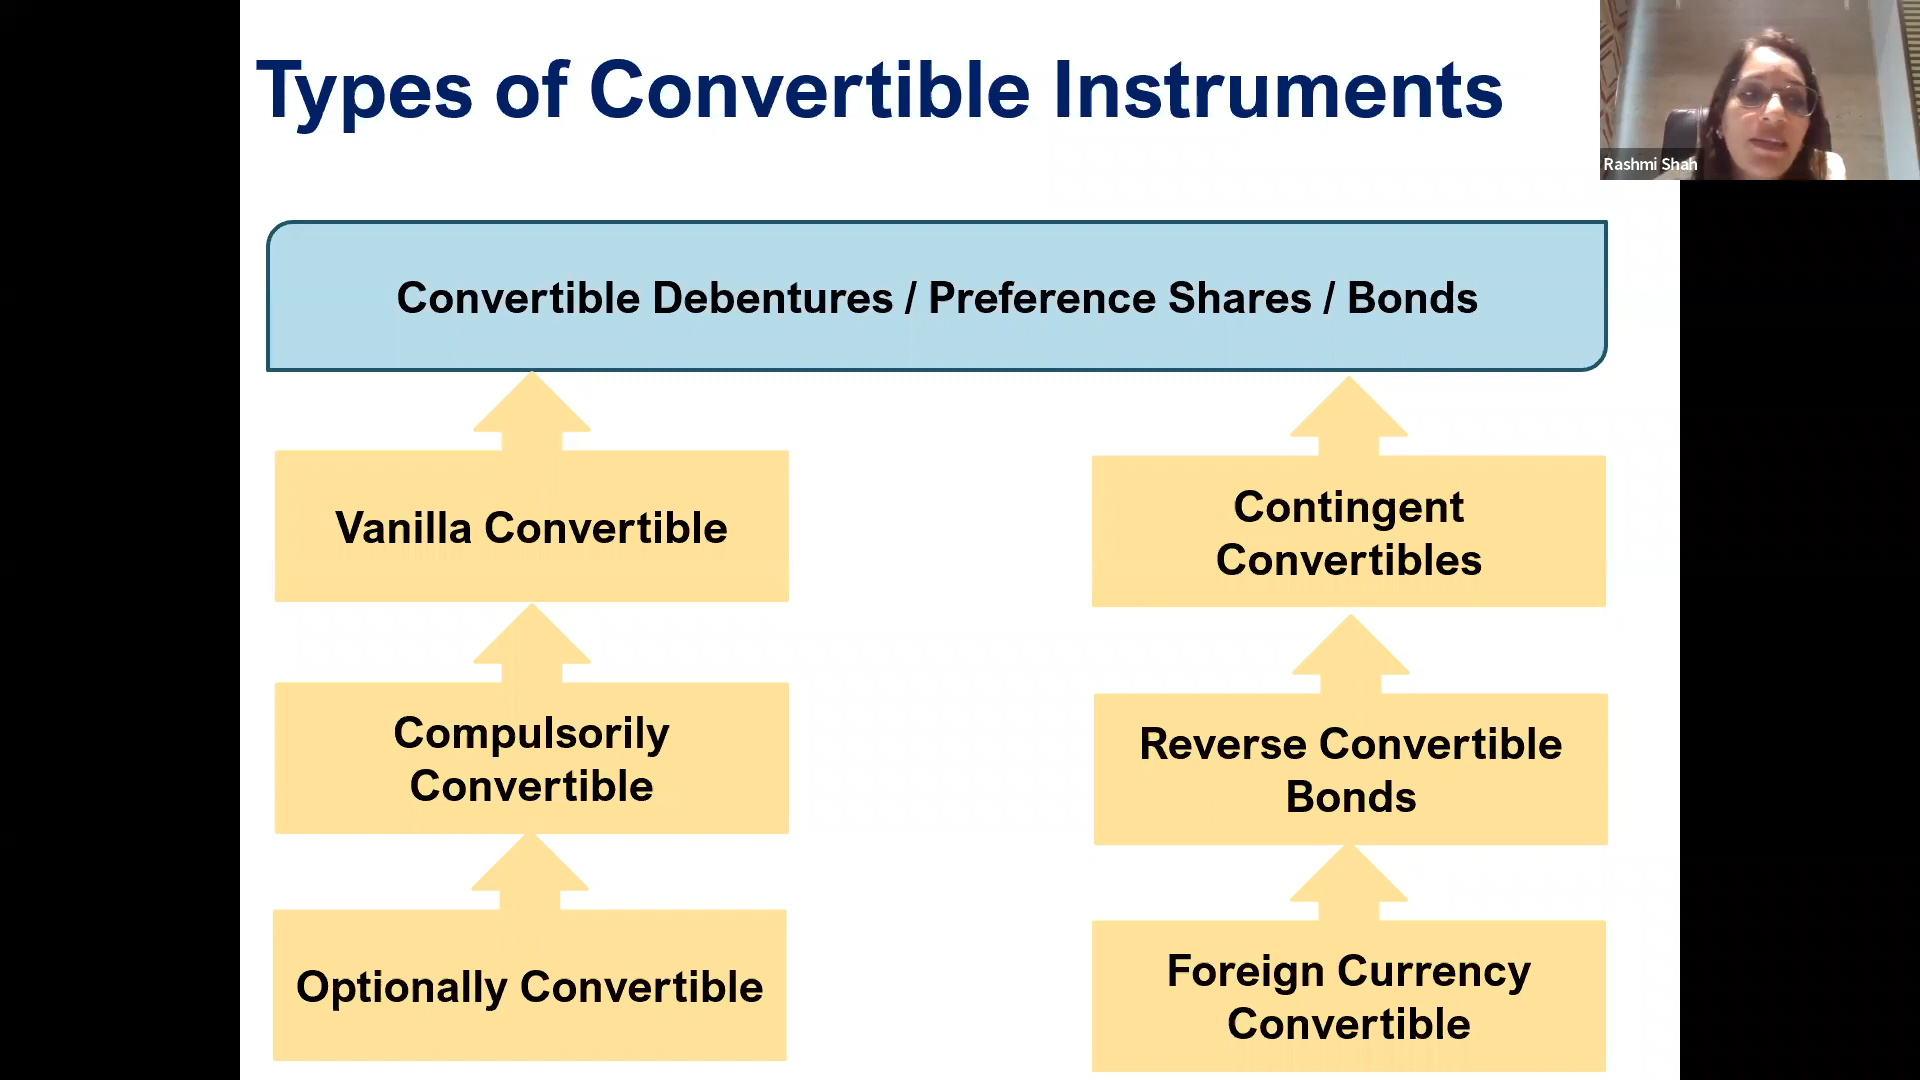 Types of Convertible Instruments
Rashmi Shah
Convertible Debentures / Preference Shares / Bonds
Vanilla Convertible
Compulsorily
Convertible
Optionally Convertible
Contingent
Convertibles
Reverse Convertible
Bonds
Foreign Currency
Convertible